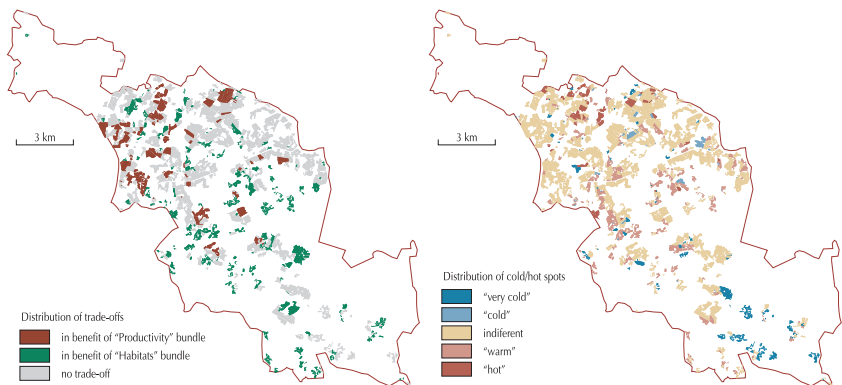 3 km
Distribution of trade-offs
in benefit of "Productivity" bundle
in benefit of "Habitats" bundle
no trade-off
3 km
Distribution of cold/hot spots
"very cold"
"cold"
indiferent
"warm"
"hot"